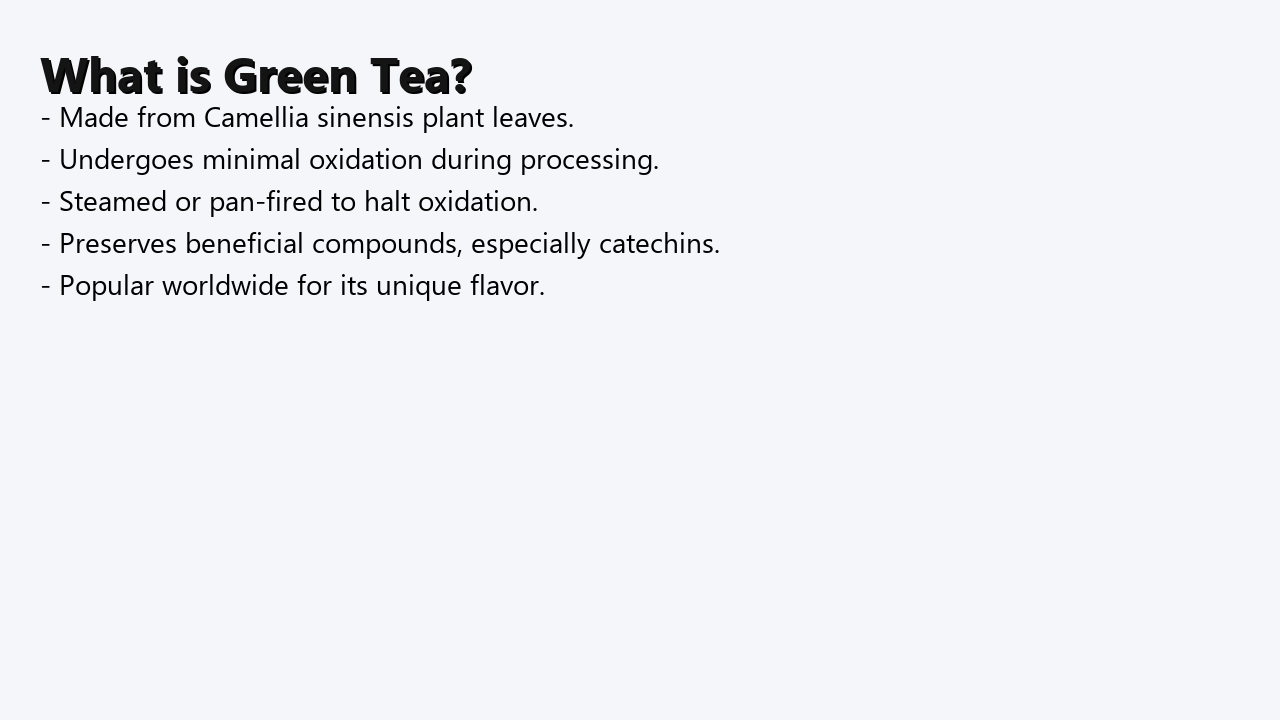 What is Green Tea?
- Made from Camellia sinensis plant leaves.
- Undergoes minimal oxidation during processing.
- Steamed or pan-fired to halt oxidation.
- Preserves beneficial compounds, especially catechins.
- Popular worldwide for its unique flavor.